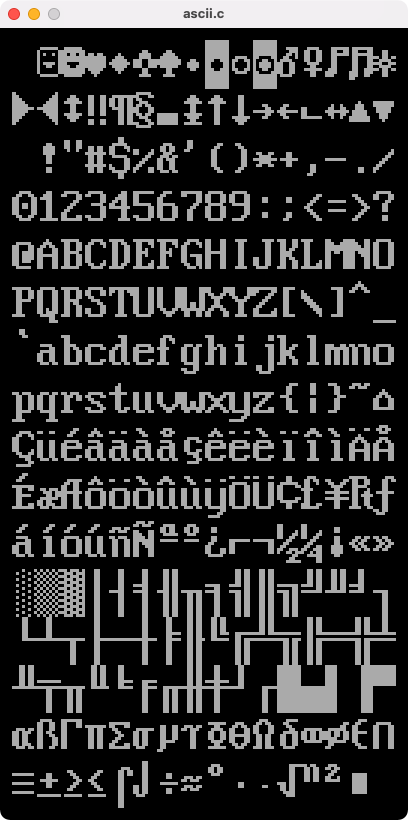 ascii.c
☺☻♥♦♣♠•◘○◙♂♀♪♫☼
►◄↕‼¶§▬↨↑↓→←∟↔▲▼
!"#$%&'()*+,-./
0123456789:;<=>?
@ABCDEFGHIJKLMNO
PQRSTUVWXYZ[\]^_
`abcdefghijklmno
pqrstuvwxyz{¦}~⌂
ÇüéâäàåçêëèïîìÄÅ
ÉæÆôöòûùÿÖÜ¢£¥₧ƒ
áíóúñÑªº¿⌐¬½¼¡«»
░▒▓│┤╡╢╖╕╣║╗╝╜╛┐
└┴┬├─┼╞╟╚╔╩╦╠═╬╧
╨╤╥╙╘╒╓╫╪┘┌█▄▌▐▀
αßΓπΣσµτΦΘΩδ∞φε∩
≡±≥≤⌠⌡÷≈°∙·√ⁿ²■